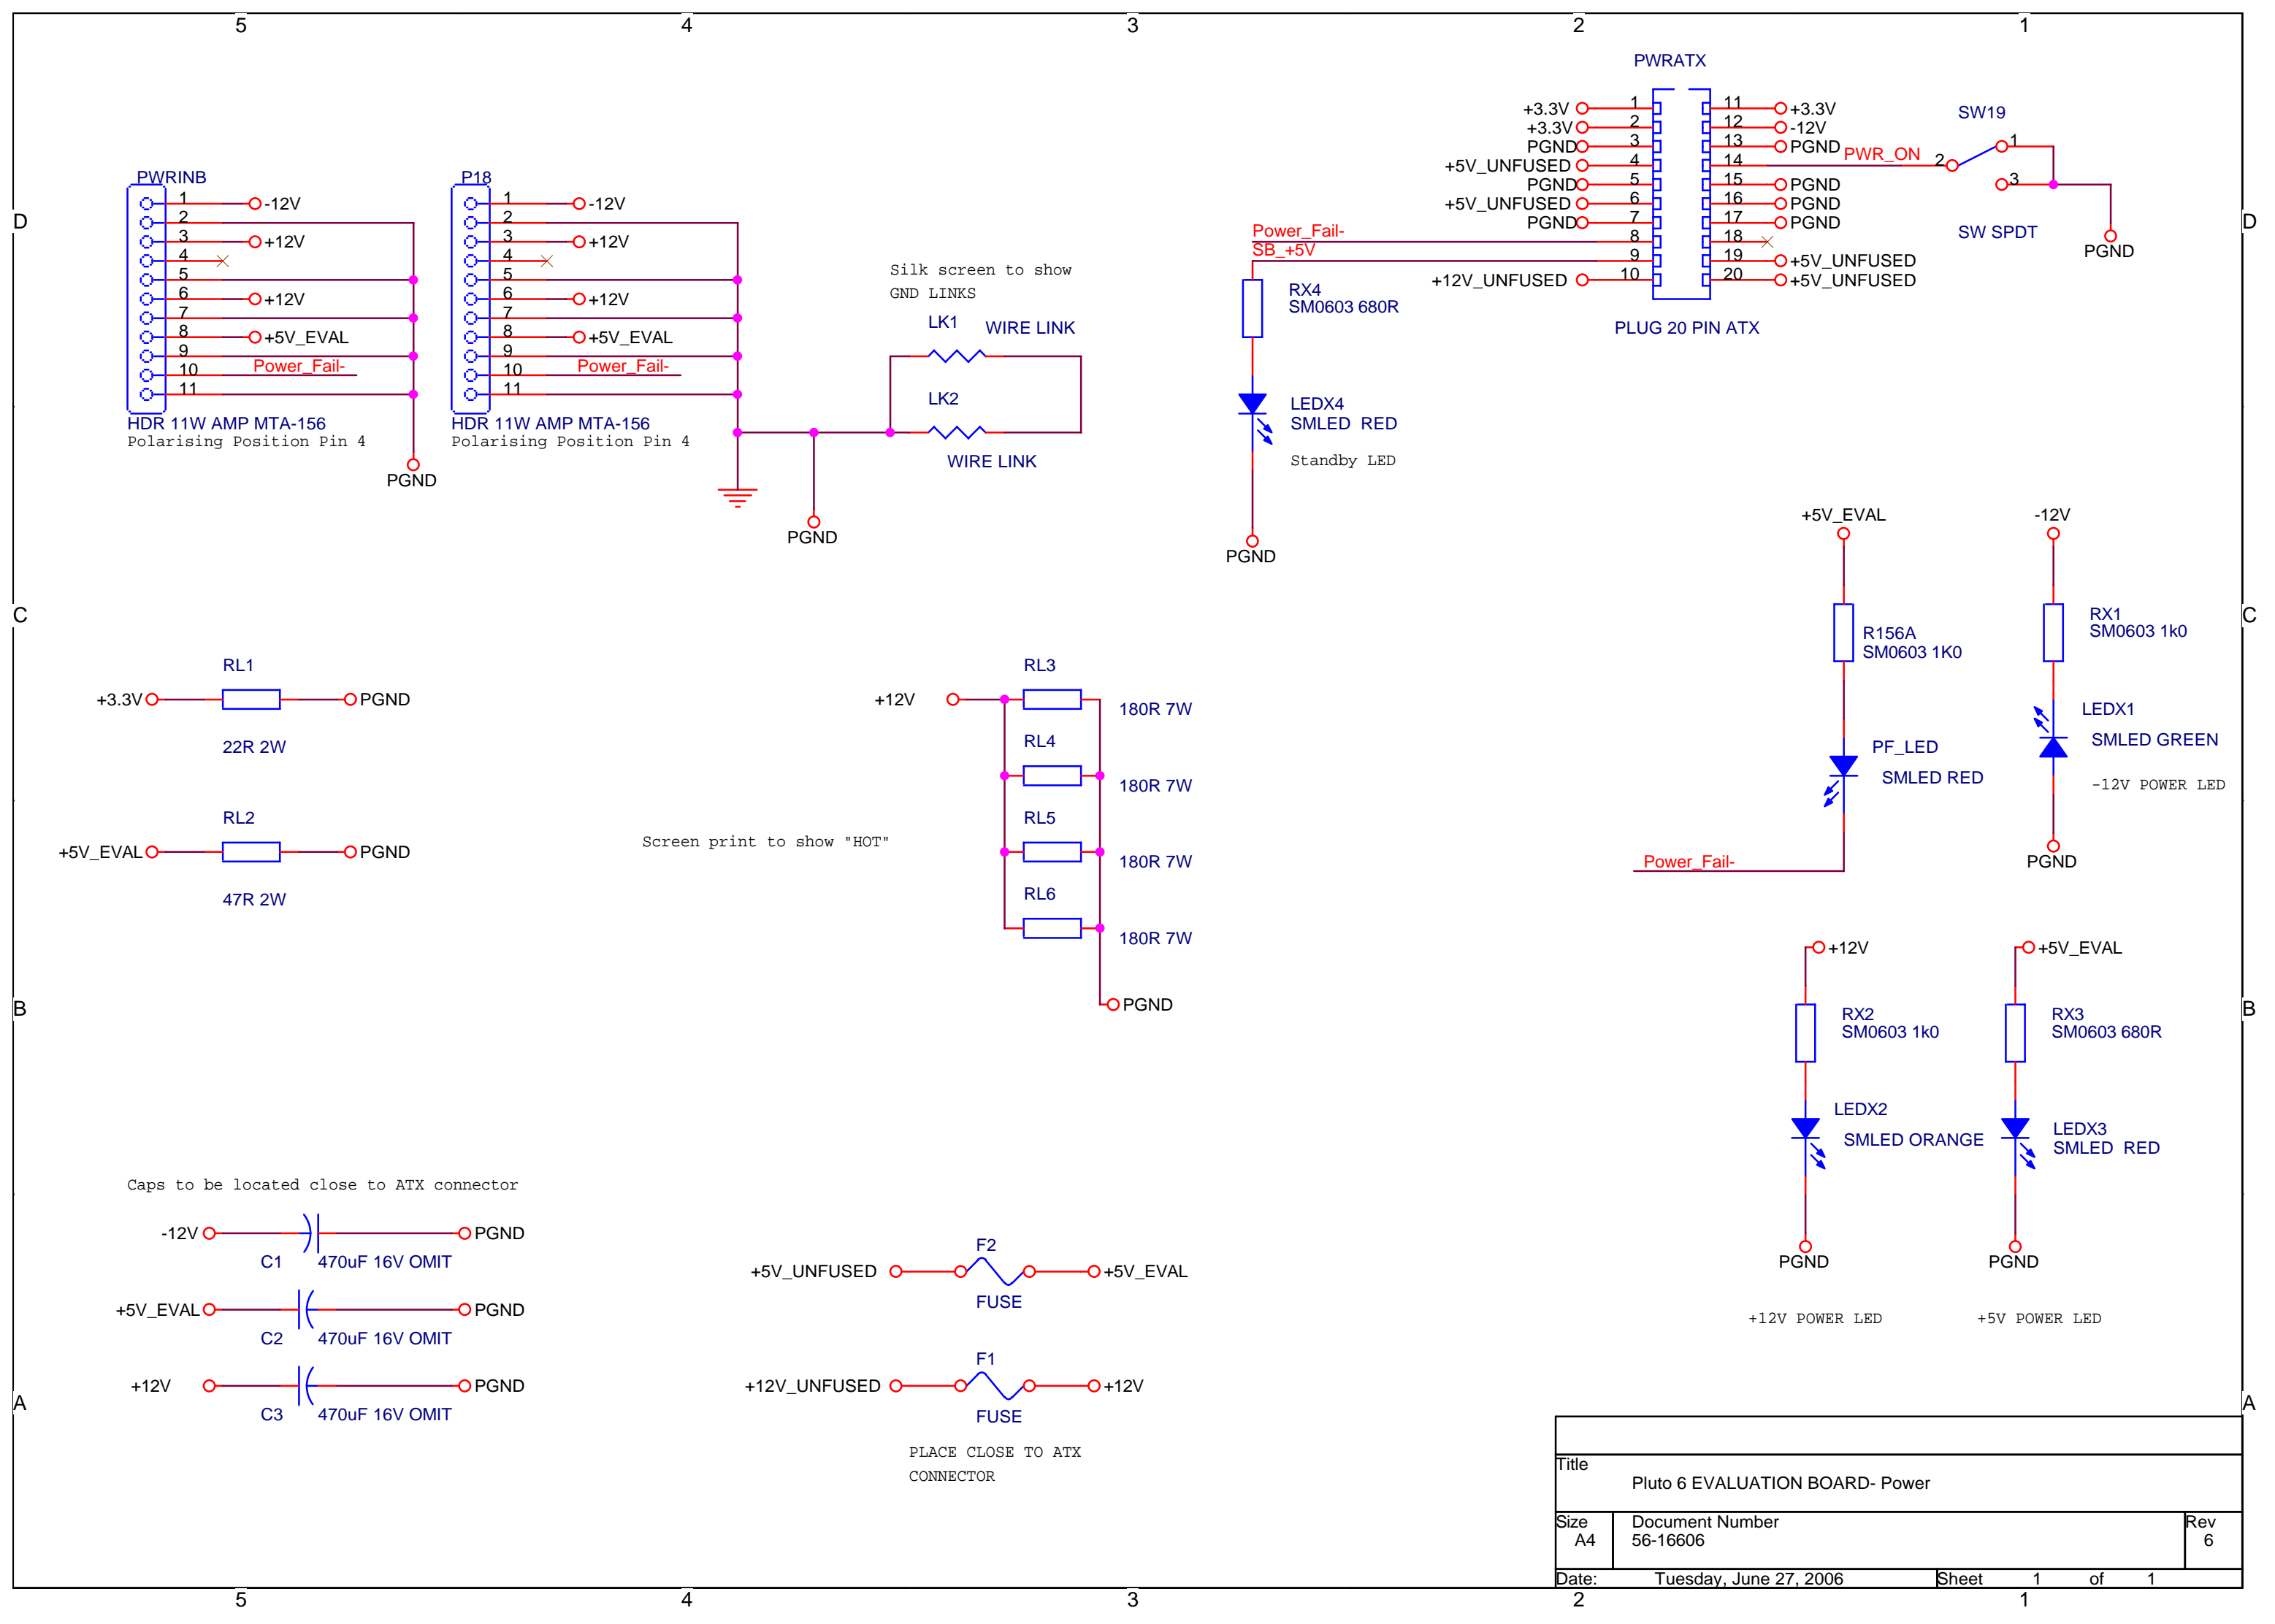 5 4 3 2 1
D D
C C
B B
A A
PWRINB
1 -12V
2
3 +12V
4
5
6 +12V
7
8 +5V_EVAL
9
10 Power_Fail-
11
HDR 11W AMP MTA-156
Polarising Position Pin 4
PGND
P18
1 -12V
2
3 +12V
4
5
6 +12V
7
8 +5V_EVAL
9
10 Power_Fail-
11
HDR 11W AMP MTA-156
Polarising Position Pin 4
PGND
Silk screen to show
GND LINKS
LK1 WIRE LINK
LK2
WIRE LINK
PWRATX
+3.3V 1 11 +3.3V
+3.3V 2 12 -12V
PGND 3 13 PGND
+5V_UNFUSED 4 14 PWR_ON
PGND 5 15 PGND
+5V_UNFUSED 6 16 PGND
PGND 7 17 PGND
Power_Fail- 8 18
SB_+5V 9 19 +5V_UNFUSED
+12V_UNFUSED 10 20 +5V_UNFUSED
PLUG 20 PIN ATX
SW19
1
2
3
SW SPDT
PGND
RX4
SM0603 680R
LEDX4
SMLED RED
Standby LED
PGND
+5V_EVAL
R156A
SM0603 1K0
PF_LED
SMLED RED
Power_Fail-
-12V
RX1
SM0603 1k0
LEDX1
SMLED GREEN
-12V POWER LED
PGND
RL1
+3.3V PGND
22R 2W
RL2
+5V_EVAL PGND
47R 2W
Screen print to show "HOT"
+12V
RL3
180R 7W
RL4
180R 7W
RL5
180R 7W
RL6
180R 7W
PGND
+12V
RX2
SM0603 1k0
LEDX2
SMLED ORANGE
PGND
+12V POWER LED
+5V_EVAL
RX3
SM0603 680R
LEDX3
SMLED RED
PGND
+5V POWER LED
Caps to be located close to ATX connector
-12V PGND
C1 470uF 16V OMIT
+5V_EVAL PGND
C2 470uF 16V OMIT
+12V PGND
C3 470uF 16V OMIT
F2
+5V_UNFUSED +5V_EVAL
FUSE
F1
+12V_UNFUSED +12V
FUSE
PLACE CLOSE TO ATX
CONNECTOR
Title
Pluto 6 EVALUATION BOARD- Power
Size Document Number Rev
A4 56-16606 6
Date: Tuesday, June 27, 2006 Sheet 1 of 1
5 4 3 2 1